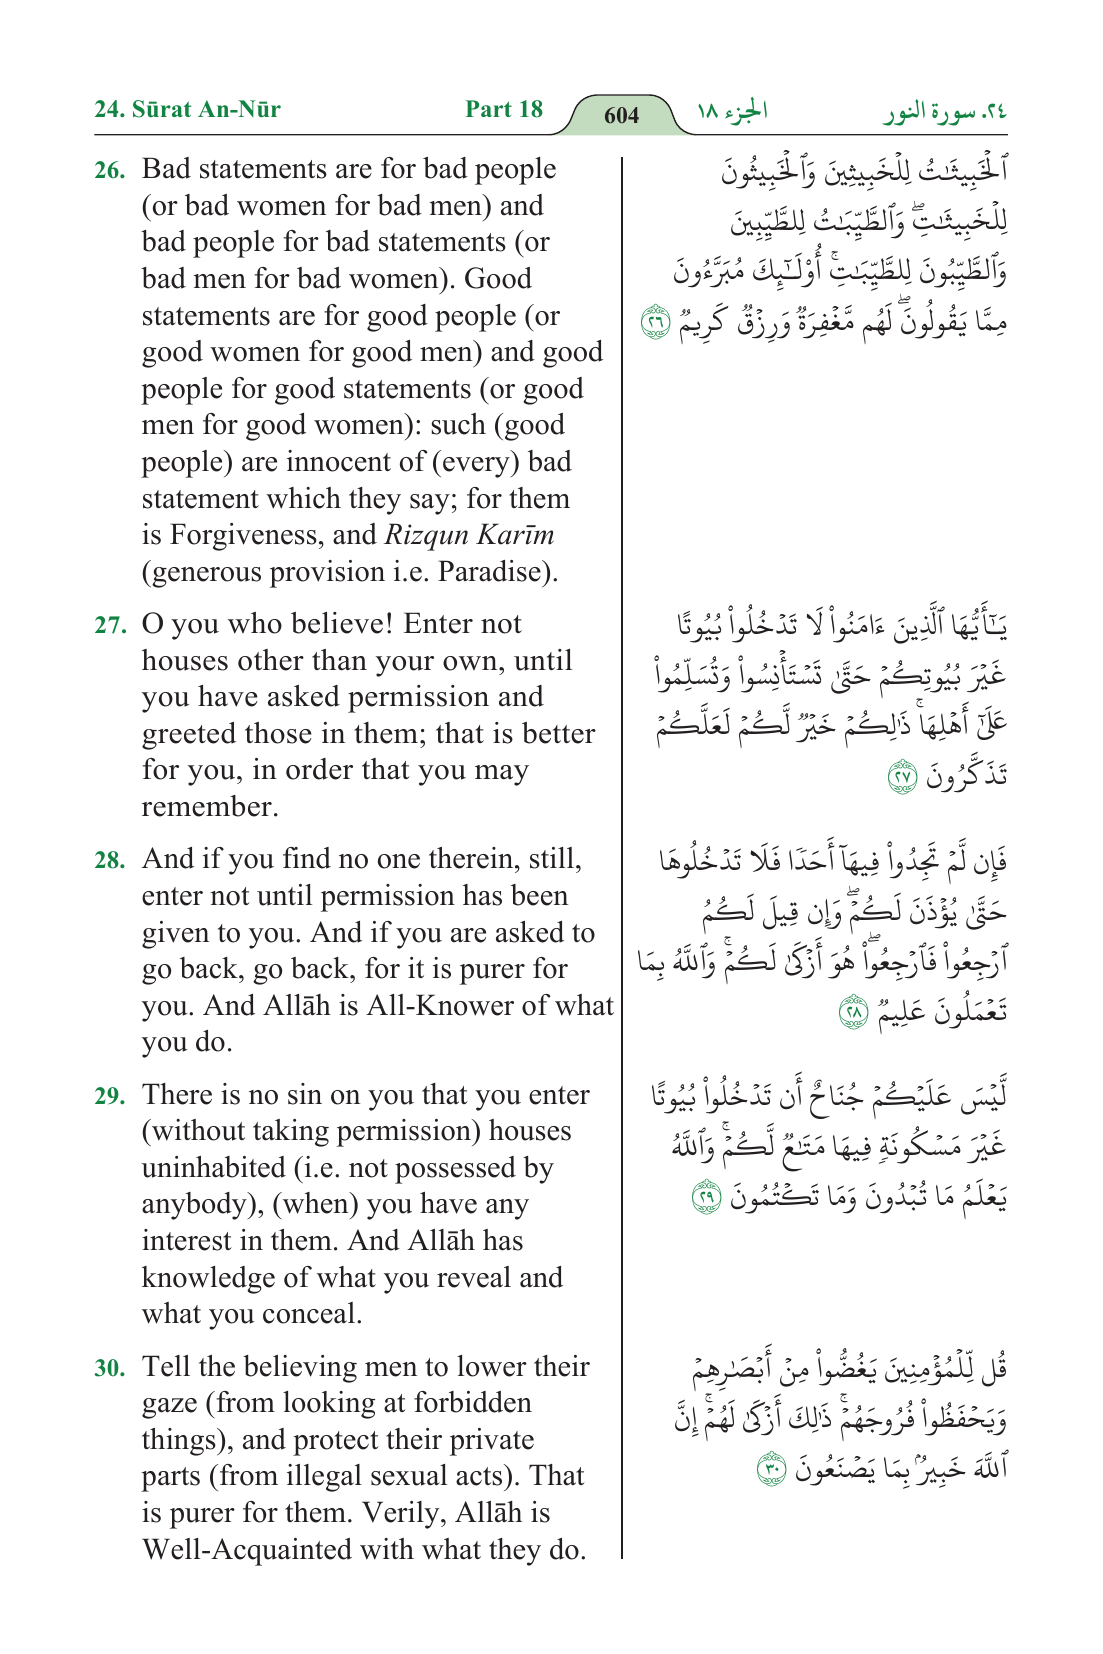 24. Sūrat An-Nūr
Part 18
604
الجزء ١٨
٢٤. سورة النور
26. Bad statements are for bad people
(or bad women for bad men) and
bad people for bad statements (or
bad men for bad women). Good
statements are for good people (or
good women for good men) and good
people for good statements (or good
men for good women): such (good
people) are innocent of (every) bad
statement which they say; for them
is Forgiveness, and Rizqun Karīm
(generous provision i.e. Paradise).
27. O you who believe! Enter not
houses other than your own, until
you have asked permission and
greeted those in them; that is better
for you, in order that you may
remember.
28. And if you find no one therein, still,
enter not until permission has been
given to you. And if you are asked to
go back, go back, for it is purer for
you. And Allāh is All-Knower of what
you do.
29. There is no sin on you that you enter
(without taking permission) houses
uninhabited (i.e. not possessed by
anybody), (when) you have any
interest in them. And Allāh has
knowledge of what you reveal and
what you conceal.
30. Tell the believing men to lower their
gaze (from looking at forbidden
things), and protect their private
parts (from illegal sexual acts). That
is purer for them. Verily, Allāh is
Well-Acquainted with what they do.
ٱلۡخَبِيثَٰتُ لِلۡخَبِيثِينَ وَٱلۡخَبِيثُونَ
لِلۡخَبِيثَٰتِۖ وَٱلطَّيِّبَٰتُ لِلطَّيِّبِينَ
وَٱلطَّيِّبُونَ لِلطَّيِّبَٰتِۚ أُوْلَٰٓئِكَ مُبَرَّءُونَ
مِمَّا يَقُولُونَۖ لَهُم مَّغۡفِرَةٞ وَرِزۡقٞ كَرِيمٞ ٢٦
يَٰٓأَيُّهَا ٱلَّذِينَ ءَامَنُواْ لَا تَدۡخُلُواْ بُيُوتًا
غَيۡرَ بُيُوتِكُمۡ حَتَّىٰ تَسۡتَأۡنِسُواْ وَتُسَلِّمُواْ
عَلَىٰٓ أَهۡلِهَاۚ ذَٰلِكُمۡ خَيۡرٞ لَّكُمۡ لَعَلَّكُمۡ
تَذَكَّرُونَ ٢٧
فَإِن لَّمۡ تَجِدُواْ فِيهَآ أَحَدٗا فَلَا تَدۡخُلُوهَا
حَتَّىٰ يُؤۡذَنَ لَكُمۡۖ وَإِن قِيلَ لَكُمُ
ٱرۡجِعُواْ فَٱرۡجِعُواْۖ هُوَ أَزۡكَىٰ لَكُمۡۚ وَٱللَّهُ بِمَا
تَعۡمَلُونَ عَلِيمٞ ٢٨
لَّيۡسَ عَلَيۡكُمۡ جُنَاحٌ أَن تَدۡخُلُواْ بُيُوتًا
غَيۡرَ مَسۡكُونَةٖ فِيهَا مَتَٰعٞ لَّكُمۡۚ وَٱللَّهُ
يَعۡلَمُ مَا تُبۡدُونَ وَمَا تَكۡتُمُونَ ٢٩
قُل لِّلۡمُؤۡمِنِينَ يَغُضُّواْ مِنۡ أَبۡصَٰرِهِمۡ
وَيَحۡفَظُواْ فُرُوجَهُمۡۚ ذَٰلِكَ أَزۡكَىٰ لَهُمۡۚ إِنَّ
ٱللَّهَ خَبِيرُۢ بِمَا يَصۡنَعُونَ ٣٠